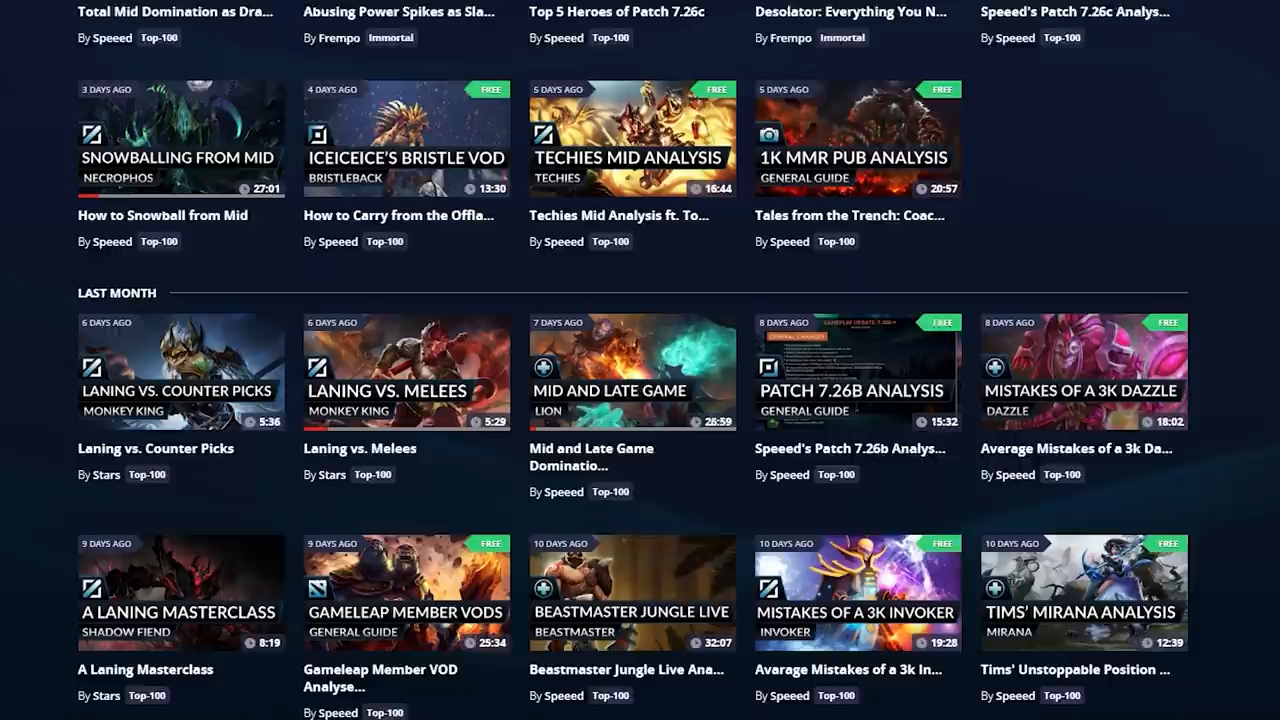 Total Mid Domination as Dra...
Abusing Power Spikes as Sla...
Top 5 Heroes of Patch 7.26c
Desolator: Everything You N...
Speeed's Patch 7.26c Analys...
By Speeed Top-100
By Frempo Immortal
By Speeed Top-100
By Frempo Immortal
By Speeed Top-100
3 DAYS AGO
SNOWBALLING FROM MID
NECROPHOS
27:01
How to Snowball from Mid
By Speeed Top-100
4 DAYS AGO
FREE
ICEICEICE'S BRISTLE VOD
BRISTLEBACK
13:30
How to Carry from the Offla...
By Speeed Top-100
5 DAYS AGO
FREE
TECHIES MID ANALYSIS
TECHIES
16:44
Techies Mid Analysis ft. To...
By Speeed Top-100
5 DAYS AGO
FREE
1K MMR PUB ANALYSIS
GENERAL GUIDE
20:57
Tales from the Trench: Coac...
By Speeed Top-100
LAST MONTH
6 DAYS AGO
LANING VS. COUNTER PICKS
MONKEY KING
5:36
Laning vs. Counter Picks
By Stars Top-100
6 DAYS AGO
LANING VS. MELEES
MONKEY KING
5:29
Laning vs. Melees
By Stars Top-100
7 DAYS AGO
MID AND LATE GAME
LION
26:59
Mid and Late Game
Dominatio...
By Speeed Top-100
8 DAYS AGO
FREE
PATCH 7.26B ANALYSIS
GENERAL GUIDE
15:32
Speeed's Patch 7.26b Analys...
By Speeed Top-100
8 DAYS AGO
FREE
MISTAKES OF A 3K DAZZLE
DAZZLE
18:02
Average Mistakes of a 3k Da...
By Speeed Top-100
9 DAYS AGO
A LANING MASTERCLASS
SHADOW FIEND
8:19
A Laning Masterclass
By Stars Top-100
9 DAYS AGO
FREE
GAMELEAP MEMBER VODS
GENERAL GUIDE
25:34
Gameleap Member VOD
Analyse...
By Speeed Top-100
10 DAYS AGO
BEASTMASTER JUNGLE LIVE
BEASTMASTER
32:07
Beastmaster Jungle Live Ana...
By Speeed Top-100
10 DAYS AGO
FREE
MISTAKES OF A 3K INVOKER
INVOKER
19:28
Avarage Mistakes of a 3k In...
By Speeed Top-100
10 DAYS AGO
FREE
TIMS' MIRANA ANALYSIS
MIRANA
12:39
Tims' Unstoppable Position ...
By Speeed Top-100